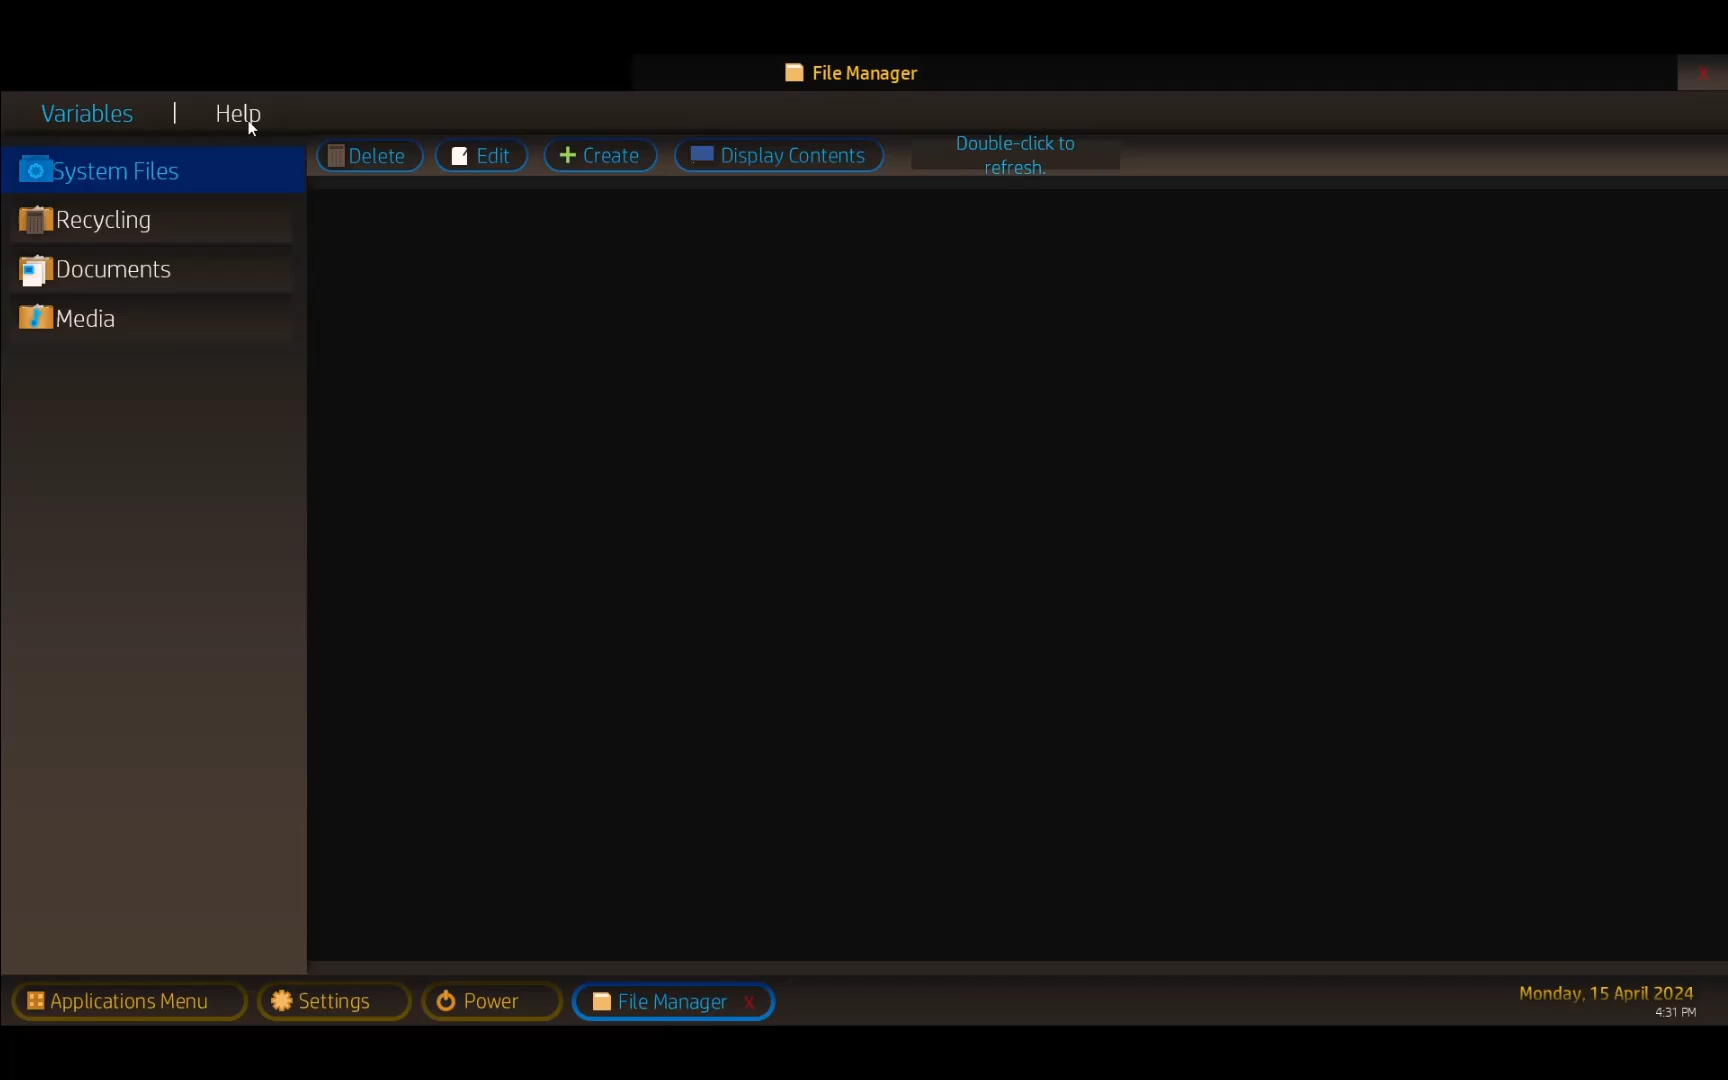 File Manager
X
Variables | Help
Delete Edit + Create Display Contents Double-click to
refresh.
System Files
Recycling
Documents
Media
Applications Menu Settings Power File Manager X Monday, 15 April 2024
4:31 PM